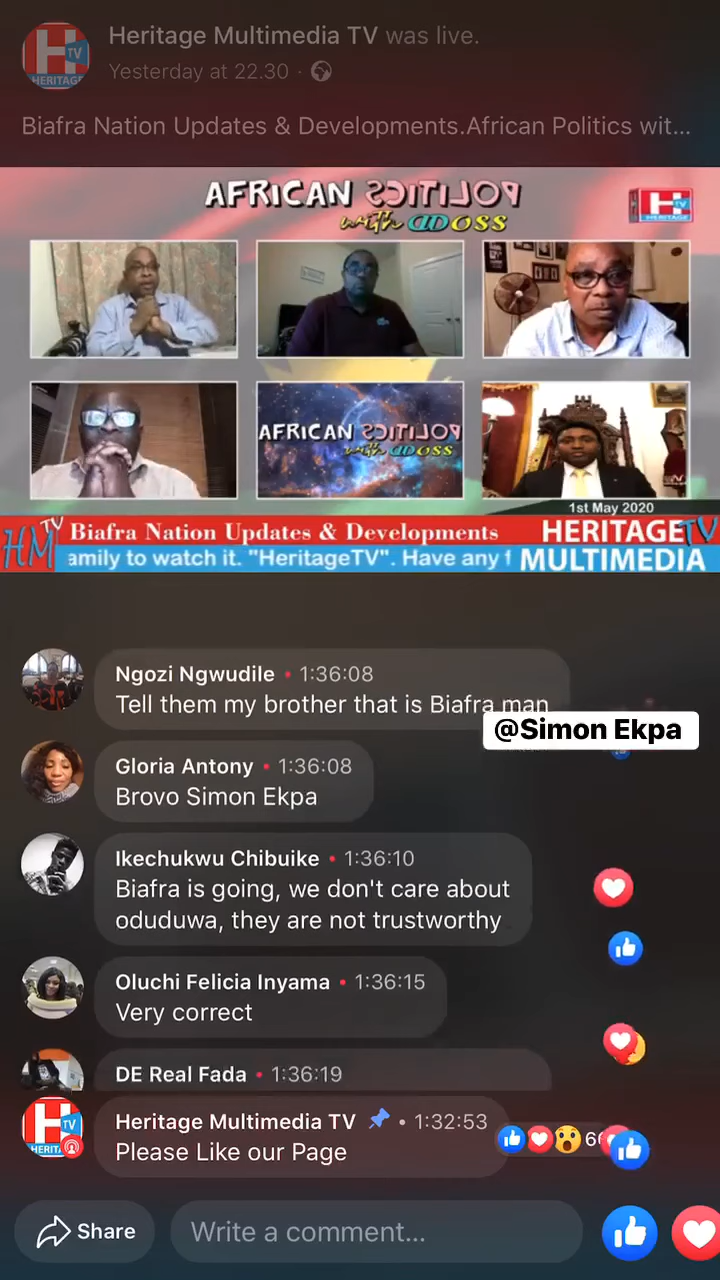 Heritage Multimedia TV was live.
Yesterday at 22.30 ·
Biafra Nation Updates & Developments.African Politics wit...
AFRICAN POLITICS
with ADOSS
H TV
HERITAGE
AFRICAN POLITICS
with ADOSS
1st May 2020
HMTV
Biafra Nation Updates & Developments
HERITAGE TV
amily to watch it. "HeritageTV". Have any f
MULTIMEDIA
Ngozi Ngwudile • 1:36:08
Tell them my brother that is Biafra man
@Simon Ekpa
Gloria Antony • 1:36:08
Brovo Simon Ekpa
Ikechukwu Chibuike • 1:36:10
Biafra is going, we don't care about
oduduwa, they are not trustworthy
Oluchi Felicia Inyama • 1:36:15
Very correct
DE Real Fada • 1:36:19
Heritage Multimedia TV • 1:32:53
Please Like our Page
Share
Write a comment...